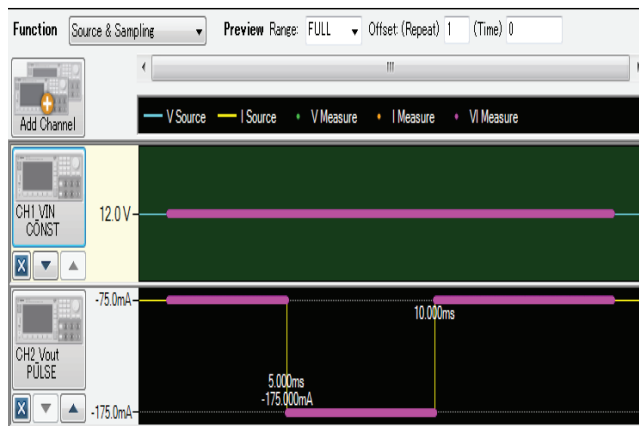 Function Source & Sampling Preview Range: FULL Offset: (Repeat) 1 (Time) 0
Add Channel
V Source I Source V Measure I Measure VI Measure
CH1_VIN
CONST
12.0 V
X
-75.0mA
10.000ms
CH2_Vout
PULSE
5.000ms
-175.000mA
X
-175.0mA